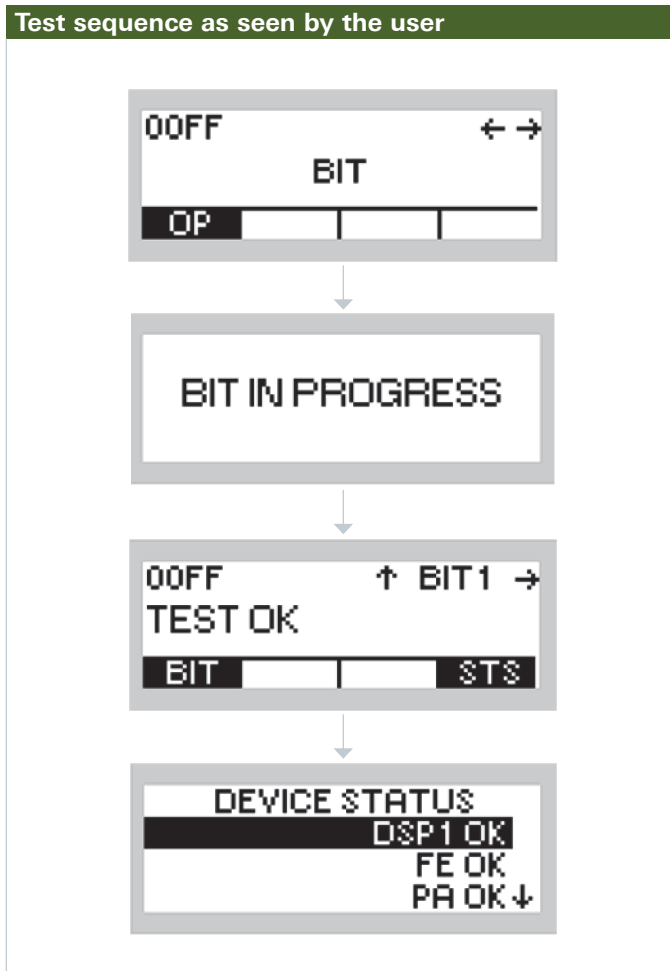 Test sequence as seen by the user
00FF ← →
BIT
OP
BIT IN PROGRESS
00FF ↑ BIT1 →
TEST OK
BIT STS
DEVICE STATUS
DSP1 OK
FE OK
PA OK ↓